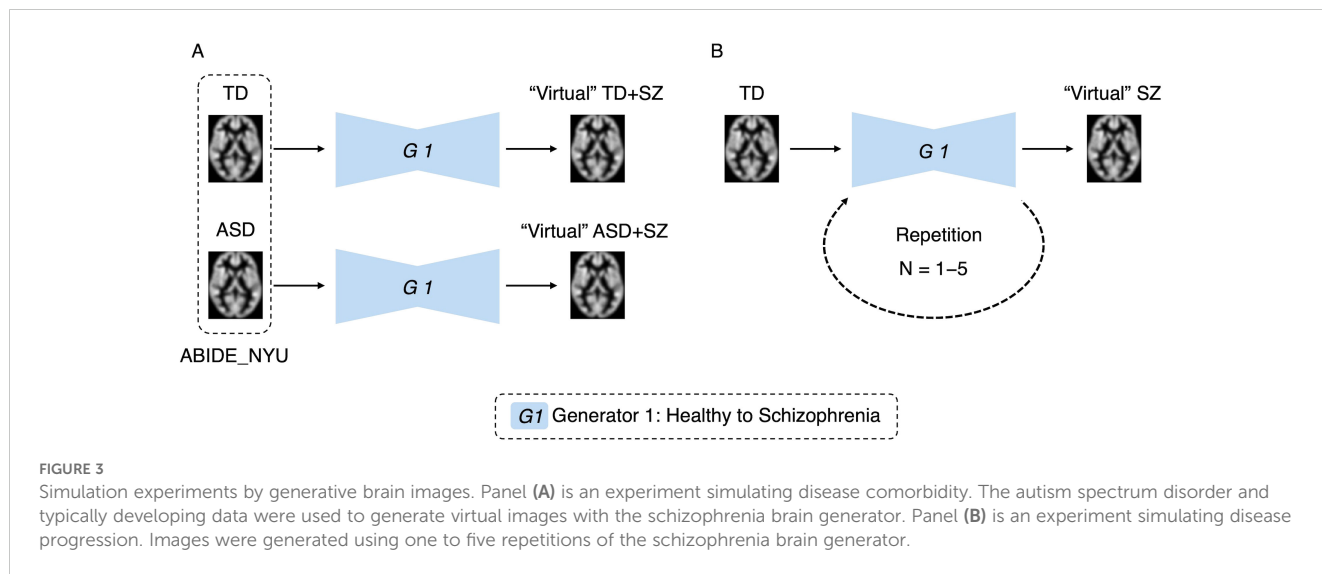 A
TD
“Virtual” TD+SZ
G 1
ASD
“Virtual” ASD+SZ
G 1
ABIDE_NYU
B
TD
“Virtual” SZ
G 1
Repetition
N = 1–5
G1 Generator 1: Healthy to Schizophrenia
FIGURE 3
Simulation experiments by generative brain images. Panel (A) is an experiment simulating disease comorbidity. The autism spectrum disorder and
typically developing data were used to generate virtual images with the schizophrenia brain generator. Panel (B) is an experiment simulating disease
progression. Images were generated using one to five repetitions of the schizophrenia brain generator.